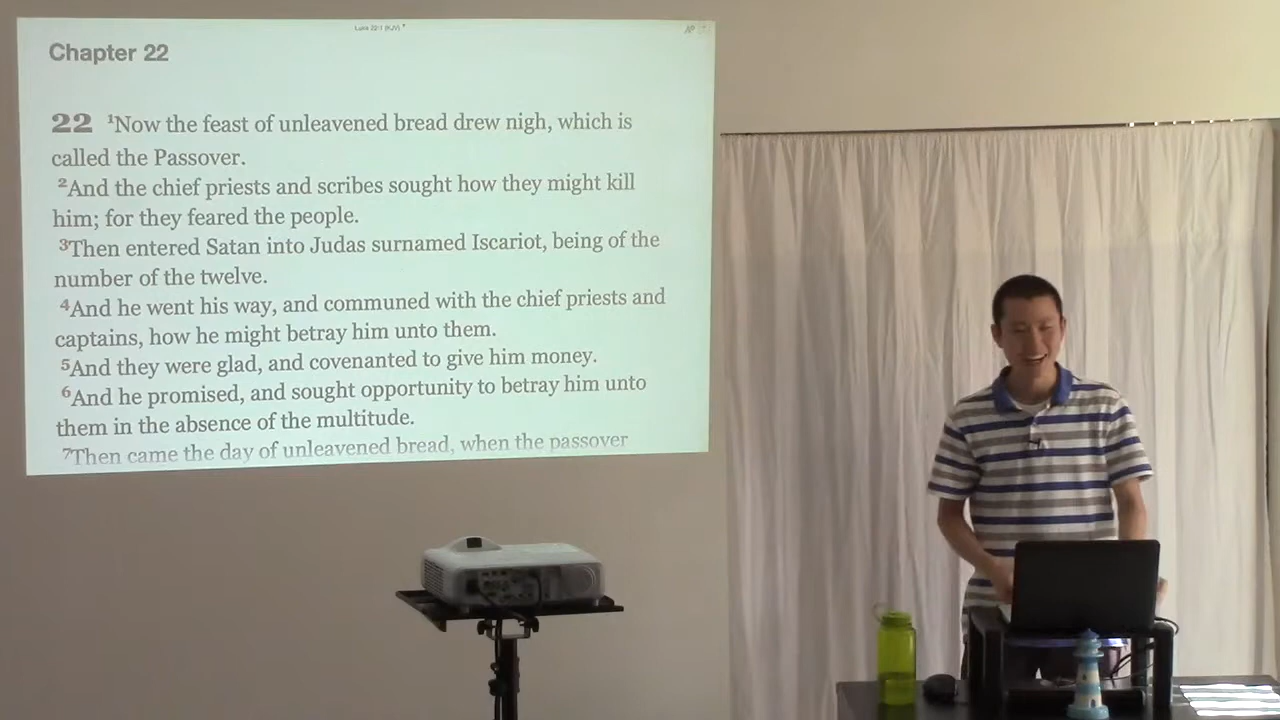 Luke 22:1 (KJV)
Chapter 22
22 ¹Now the feast of unleavened bread drew nigh, which is
called the Passover.
²And the chief priests and scribes sought how they might kill
him; for they feared the people.
³Then entered Satan into Judas surnamed Iscariot, being of the
number of the twelve.
⁴And he went his way, and communed with the chief priests and
captains, how he might betray him unto them.
⁵And they were glad, and covenanted to give him money.
⁶And he promised, and sought opportunity to betray him unto
them in the absence of the multitude.
⁷Then came the day of unleavened bread, when the passover